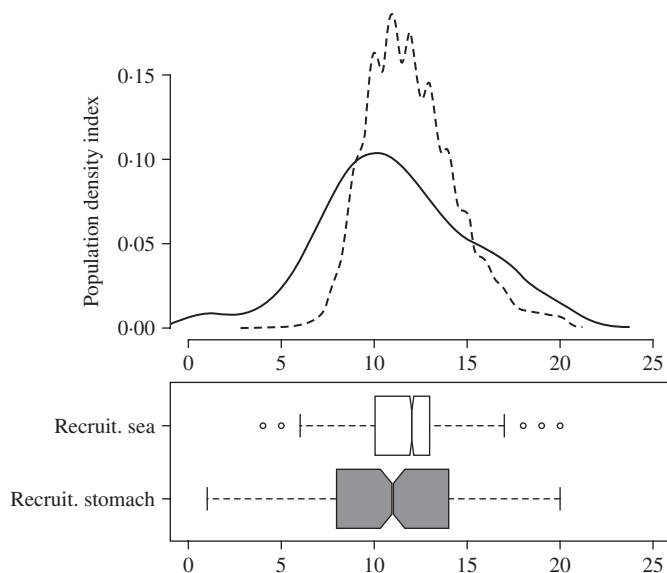 Population density index
0·15
0·10
0·05
0·00
0 5 10 15 20 25
Recruit. sea
Recruit. stomach
0 5 10 15 20 25